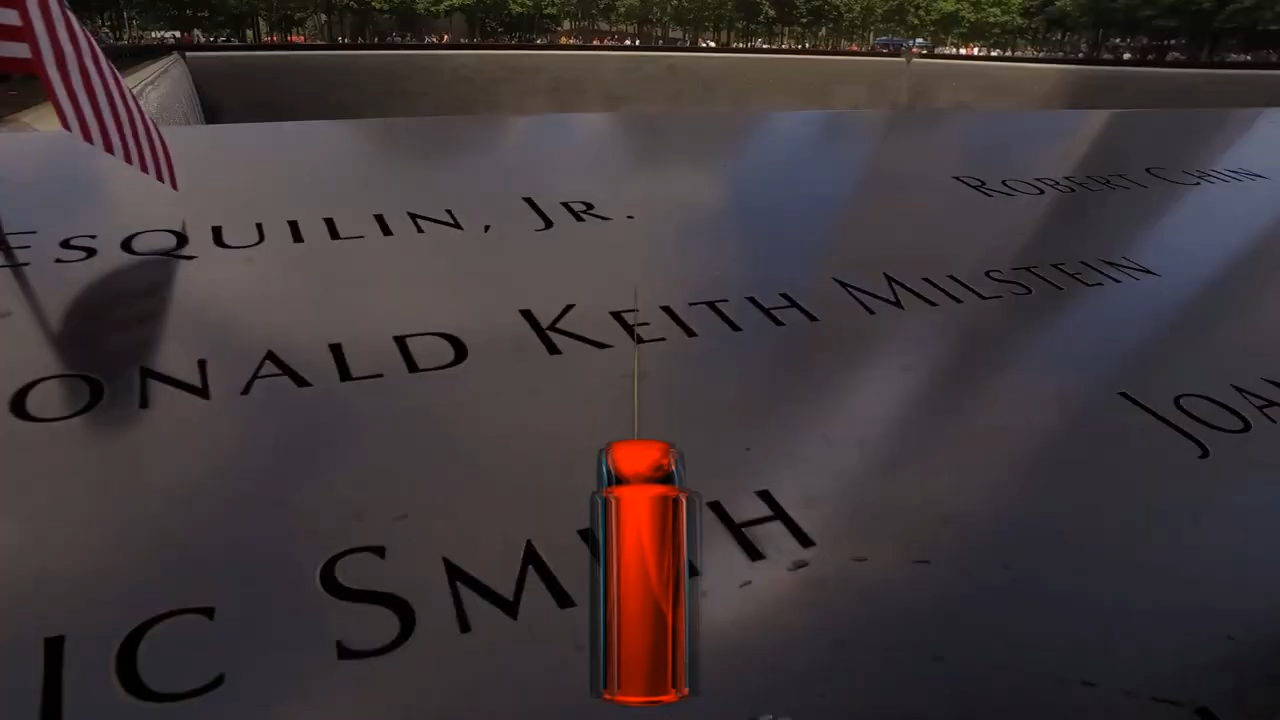 ESQUILIN, JR.
ROBERT CHIN
ONALD KEITH MILSTEIN
JOA
IC SM H